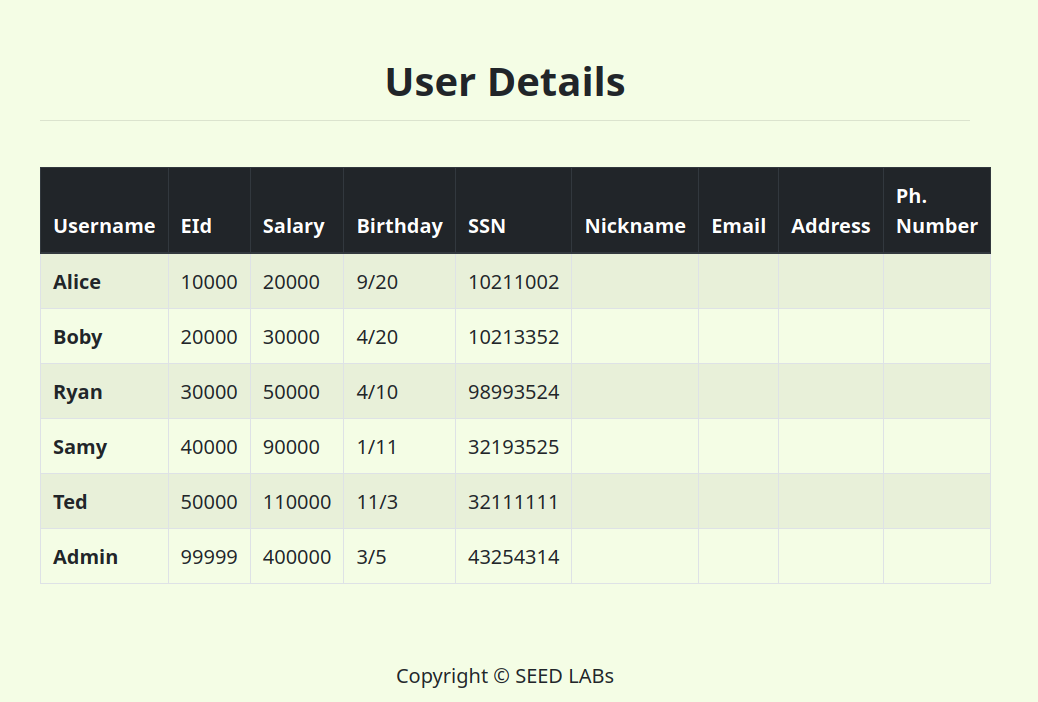 User Details
Username EId Salary Birthday SSN Nickname Email Address Ph. Number
Alice 10000 20000 9/20 10211002
Boby 20000 30000 4/20 10213352
Ryan 30000 50000 4/10 98993524
Samy 40000 90000 1/11 32193525
Ted 50000 110000 11/3 32111111
Admin 99999 400000 3/5 43254314
Copyright © SEED LABs